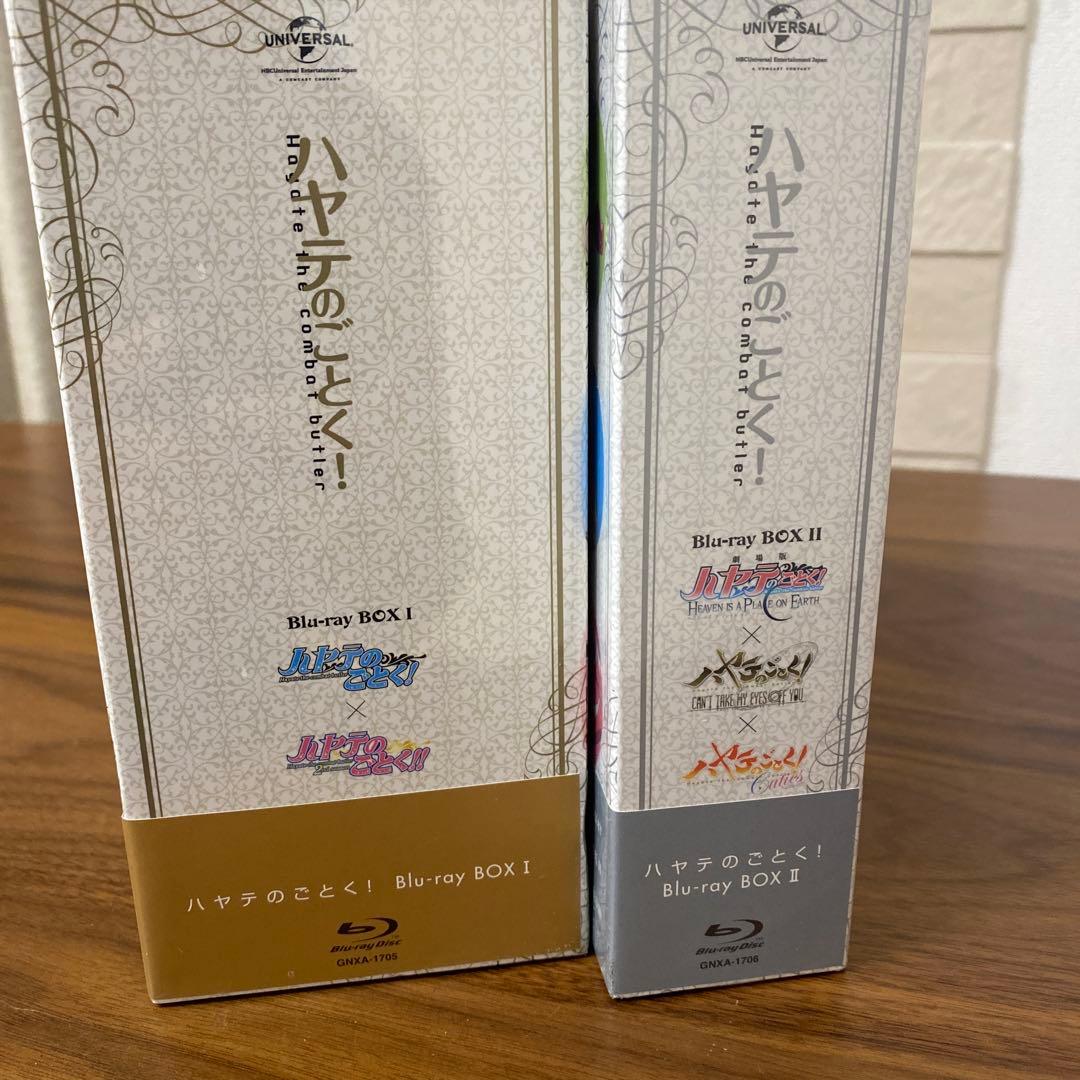 UNIVERSAL
NBCUniversal Entertainment Japan
A COMCAST COMPANY
ハヤテのごとく!
Hayate the combat butler
Blu-ray BOX I
ハヤテの
ごとく!
Hayate the combat butler
×
ハヤテの
ごとく!!
2nd season
ハヤテのごとく! Blu-ray BOX I
Blu-ray Disc
GNXA-1705
UNIVERSAL
NBCUniversal Entertainment Japan
A COMCAST COMPANY
ハヤテのごとく!
Hayate the combat butler
Blu-ray BOX II
劇場版
ハヤテのごとく!
HEAVEN IS A PLACE ON EARTH
×
ハヤテのごとく!
CAN'T TAKE MY EYES OFF YOU
×
ハヤテのごとく!
Cuties
ハヤテのごとく!
Blu-ray BOX II
Blu-ray Disc
GNXA-1706